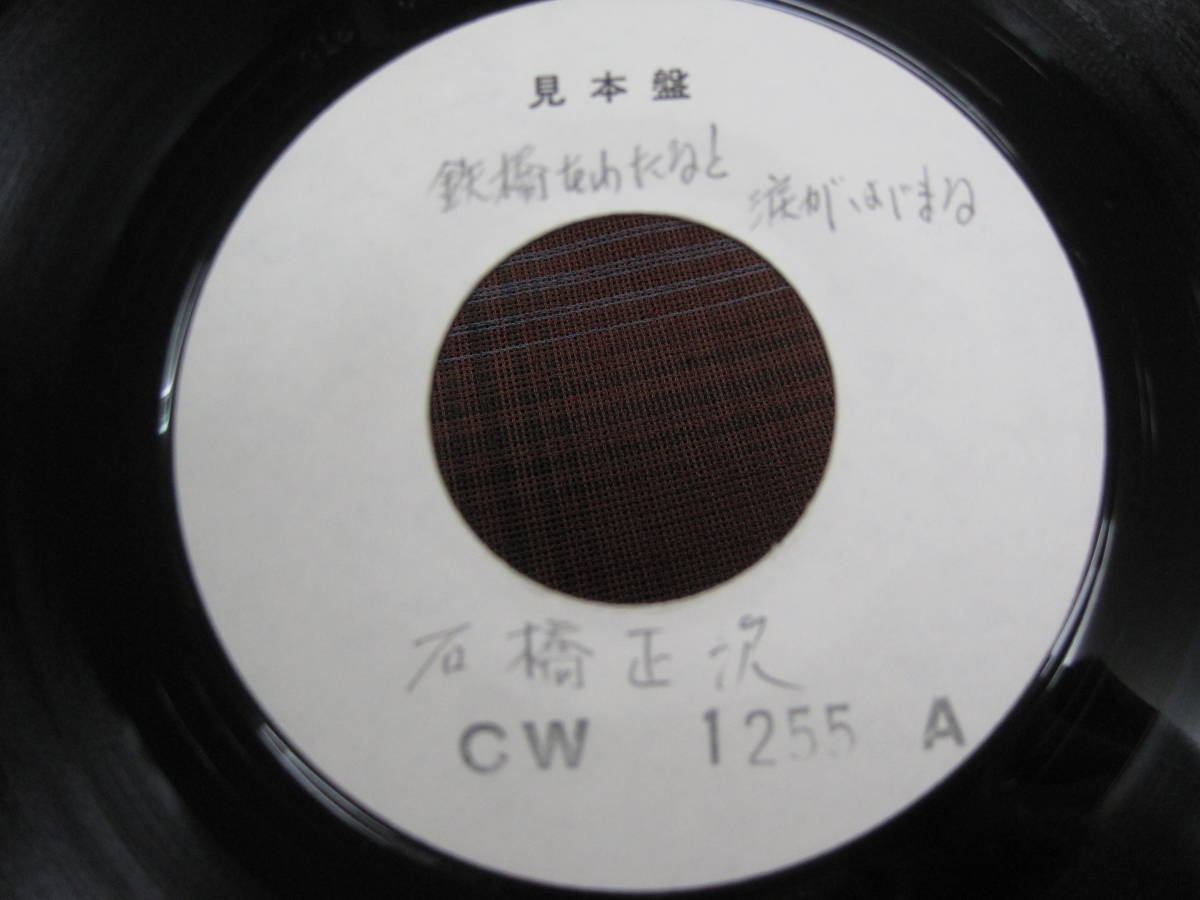 見本盤
鉄橋をわたると
涙がはじまる
石橋正次
CW 1255 A